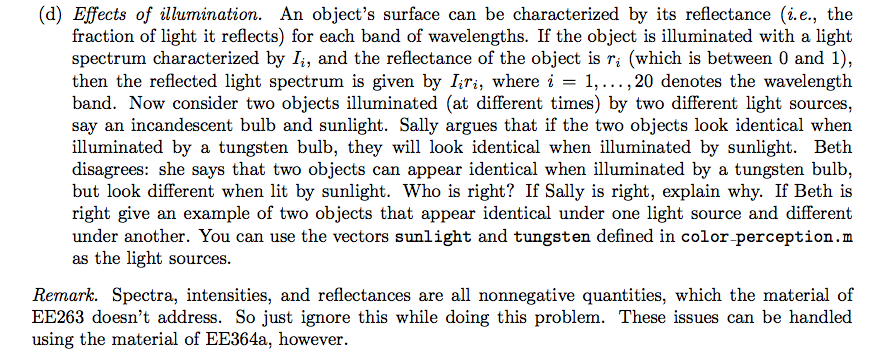 (d) Effects of illumination. An object's surface can be characterized by its reflectance (i.e., the
fraction of light it reflects) for each band of wavelengths. If the object is illuminated with a light
spectrum characterized by Iᵢ, and the reflectance of the object is rᵢ (which is between 0 and 1),
then the reflected light spectrum is given by Iᵢrᵢ, where i = 1, . . . , 20 denotes the wavelength
band. Now consider two objects illuminated (at different times) by two different light sources,
say an incandescent bulb and sunlight. Sally argues that if the two objects look identical when
illuminated by a tungsten bulb, they will look identical when illuminated by sunlight. Beth
disagrees: she says that two objects can appear identical when illuminated by a tungsten bulb,
but look different when lit by sunlight. Who is right? If Sally is right, explain why. If Beth is
right give an example of two objects that appear identical under one light source and different
under another. You can use the vectors sunlight and tungsten defined in color_perception.m
as the light sources.
Remark. Spectra, intensities, and reflectances are all nonnegative quantities, which the material of
EE263 doesn't address. So just ignore this while doing this problem. These issues can be handled
using the material of EE364a, however.